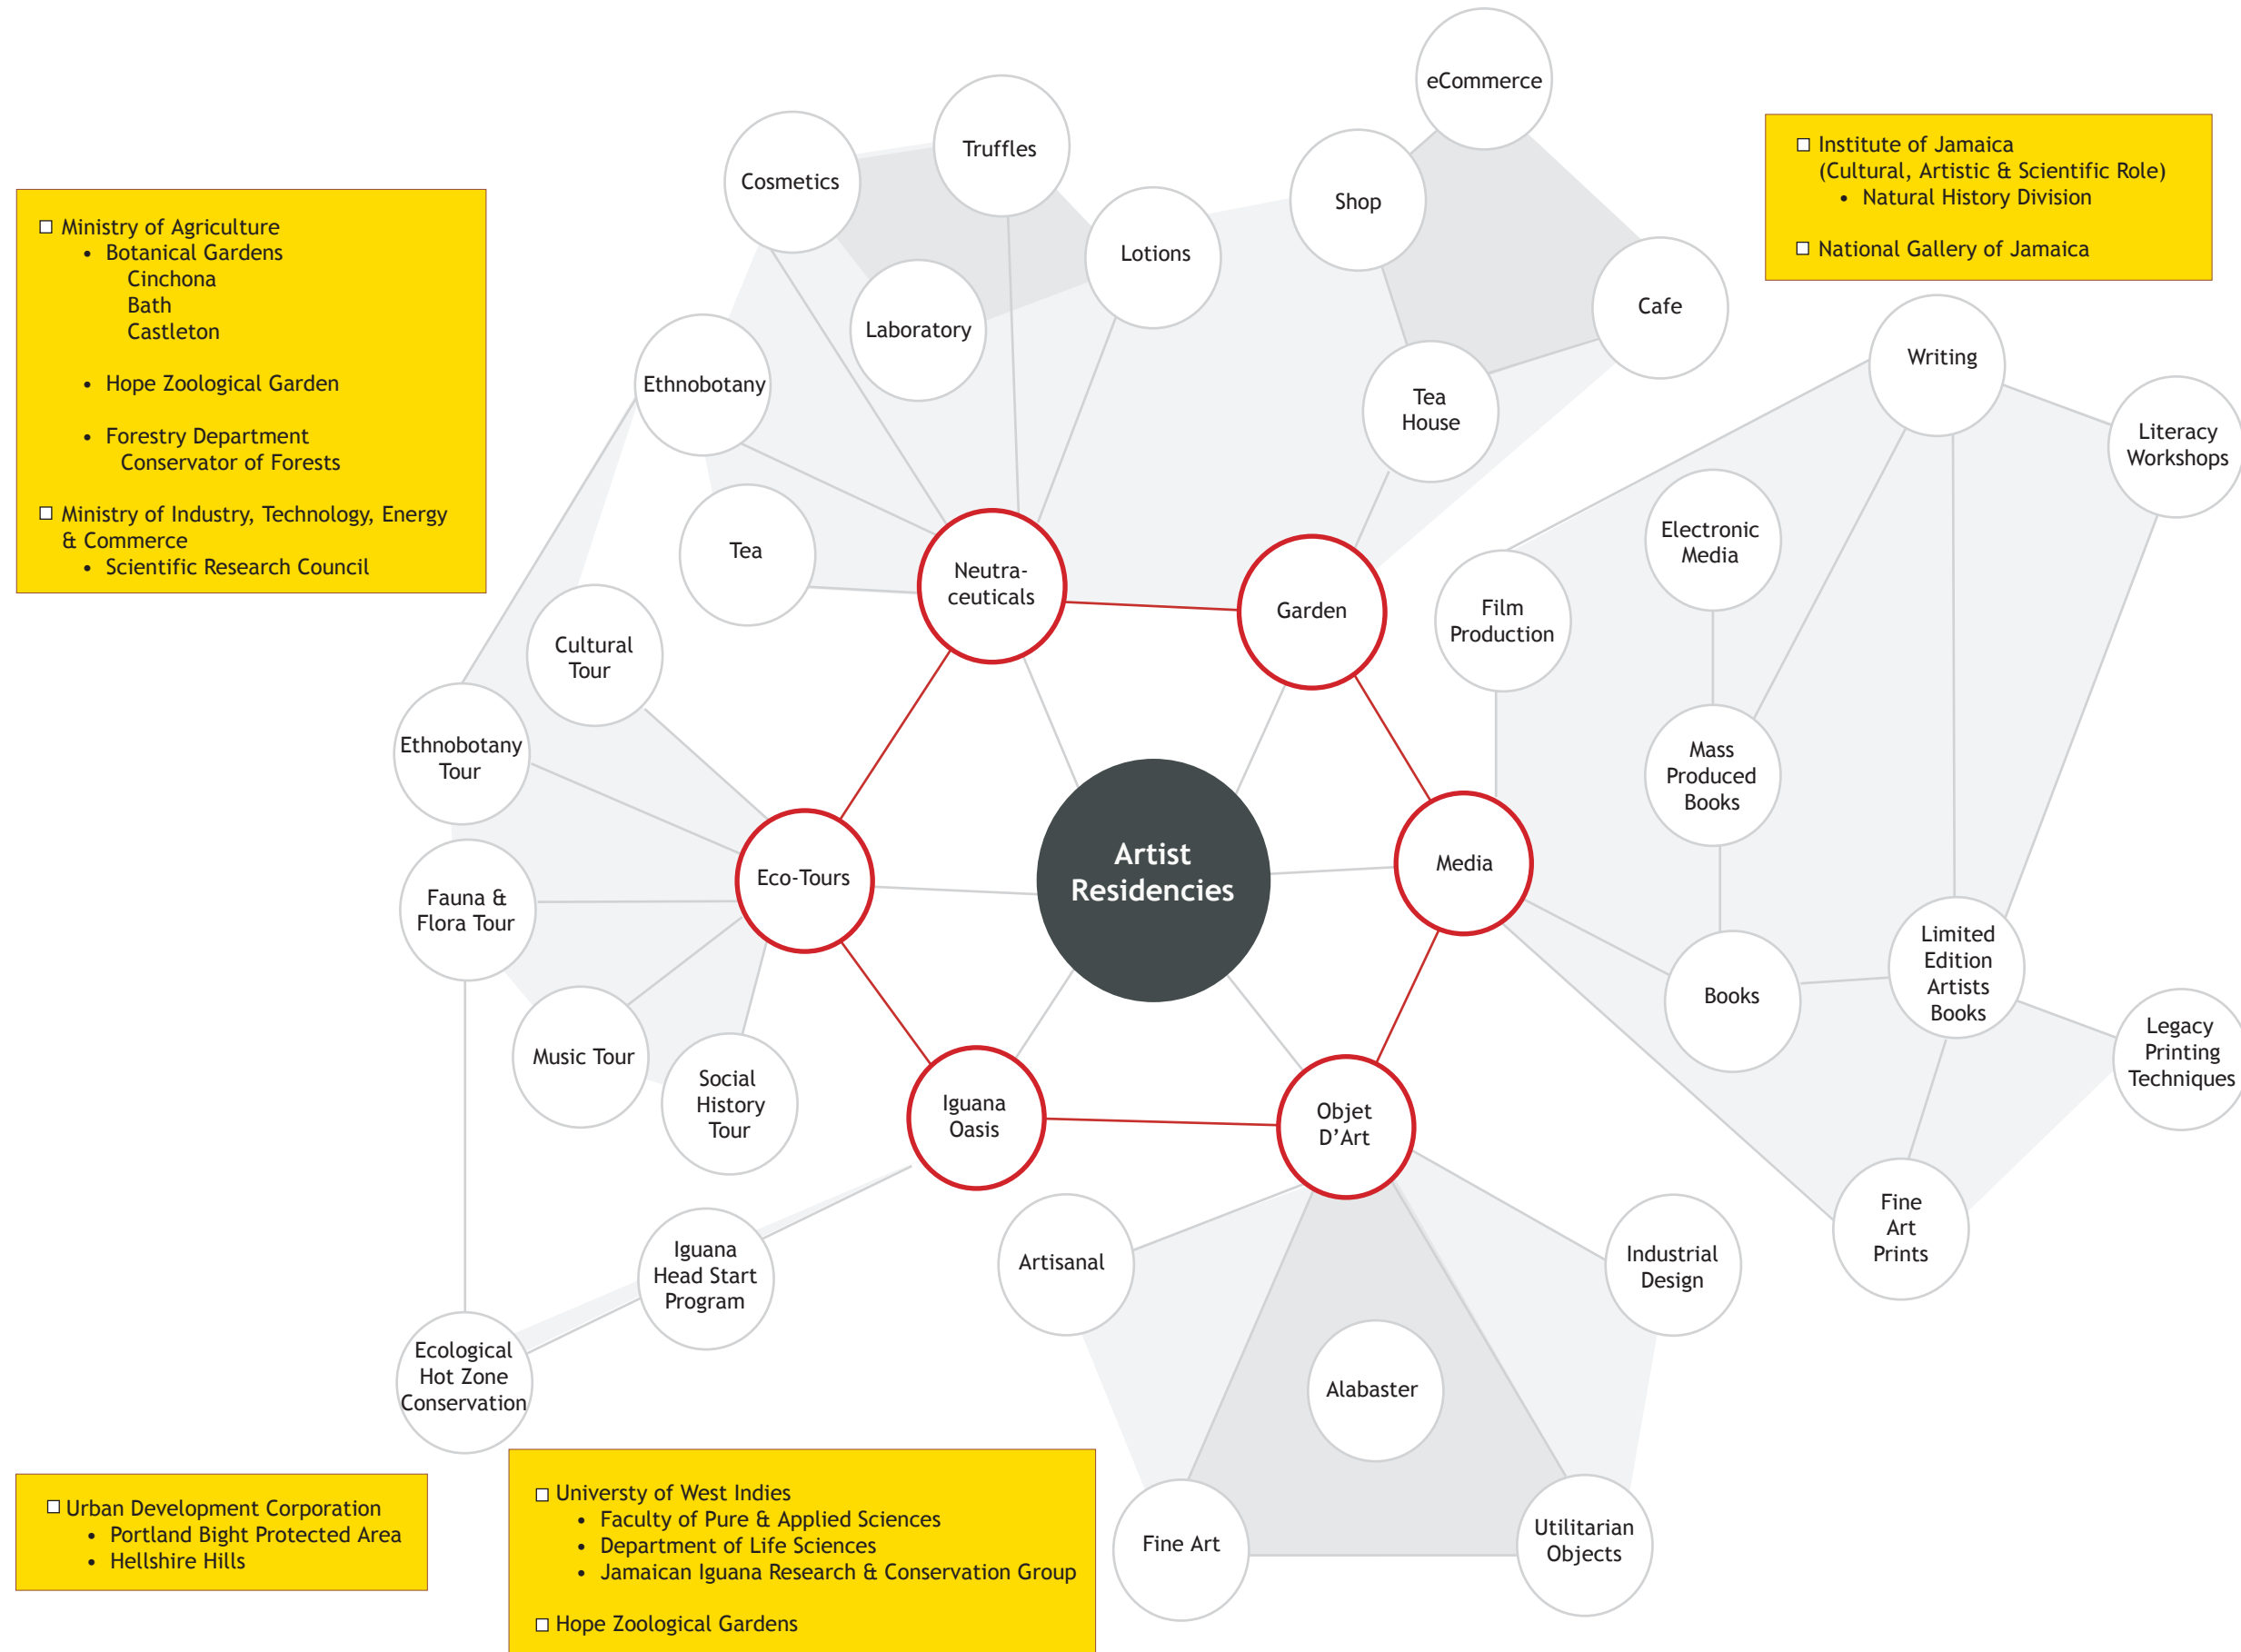 eCommerce
Truffles
Cosmetics
Shop
Lotions
Cafe
Laboratory
Ethnobotany
Tea
House
Tea
Neutra-
ceuticals
Garden
□ Institute of Jamaica
(Cultural, Artistic & Scientific Role)
• Natural History Division
□ National Gallery of Jamaica
□ Ministry of Agriculture
• Botanical Gardens
Cinchona
Bath
Castleton
• Hope Zoological Garden
• Forestry Department
Conservator of Forests
□ Ministry of Industry, Technology, Energy
& Commerce
• Scientific Research Council
Writing
Literacy
Workshops
Electronic
Media
Film
Production
Mass
Produced
Books
Cultural
Tour
Ethnobotany
Tour
Eco-Tours
Artist
Residencies
Media
Fauna &
Flora Tour
Limited
Edition
Artists
Books
Books
Legacy
Printing
Techniques
Music Tour
Social
History
Tour
Iguana
Oasis
Objet
D’Art
Fine
Art
Prints
Iguana
Head Start
Program
Artisanal
Industrial
Design
Ecological
Hot Zone
Conservation
Alabaster
Fine Art
Utilitarian
Objects
□ Urban Development Corporation
• Portland Bight Protected Area
• Hellshire Hills
□ Universty of West Indies
• Faculty of Pure & Applied Sciences
• Department of Life Sciences
• Jamaican Iguana Research & Conservation Group
□ Hope Zoological Gardens